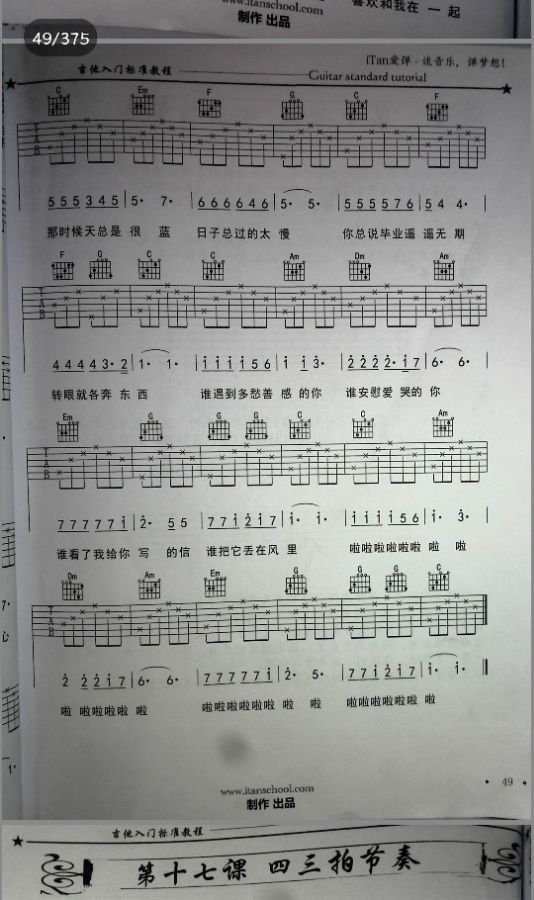 www.itanschool.com
喜欢和我在 一 起
制作 出品
49/375
iTan爱弹 · 谈音乐，弹梦想！
吉他入门标准教程
Guitar standard tutorial
C Em F G C F
T A B
5 5 5 3 4 5 | 5· 7· | 6 6 6 6 4 6 | 5· 5· | 5 5 5 5 7 6 | 5 4 4· |
那时候天总是 很 蓝 日子总过的太 慢 你总说毕业遥 遥无 期
F G C C Am Dm Am
T A B
4 4 4 4 3· 2 | 1· 1· | i i i i 5 6 | i i 3· | 2 2 2 2· i 7 | 6· 6· |
转眼就各奔 东 西 谁遇到多愁善 感 的你 谁安慰爱 哭的 你
Em G G G C C Am
T A B
7 7 7 7 7 i | 2· 5 5 | 7 7 i 2 i 7 | i· i· | i i i i 5 6 | i· 3· |
谁看了我给你 写 的信 谁把它丢在风 里 啦啦啦啦啦啦 啦 啦
Dm Am Em G G G C
T A B
2 2 2 i 7 | 6· 6· | 7 7 7 7 7 i | 2· 5· | 7 7 i 2 i 7 | i· i· ‖
啦 啦啦啦啦 啦 啦啦啦啦啦啦 啦 啦 啦啦啦啦啦啦 啦
7·
心
1·
· 49 ·
www.itanschool.com
制作 出品
吉他入门标准教程
第十七课 四三拍节奏